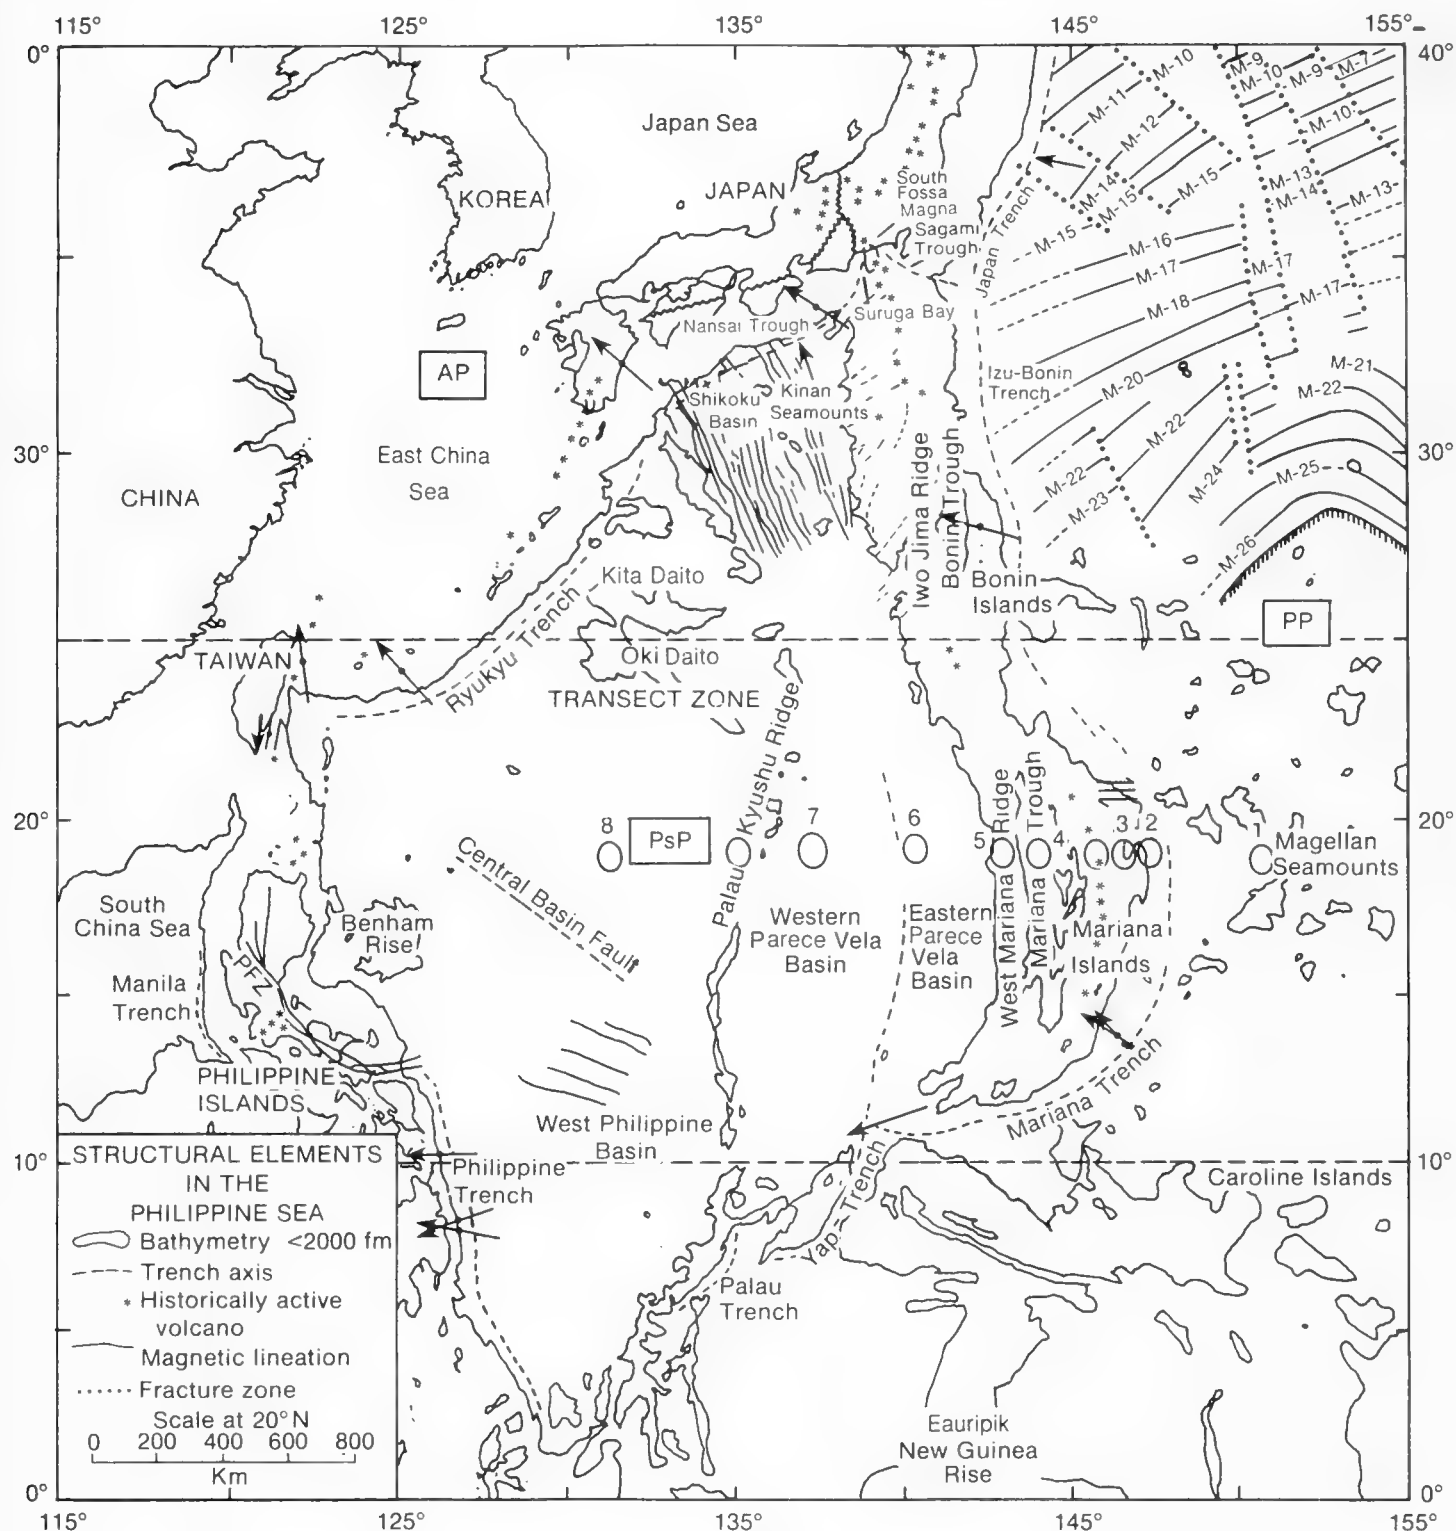 115° 125° 135° 145° 155°
0° 40°
M-10 M-9 M-10 M-9 M-7
M-11 M-10
M-12
Japan Sea
KOREA
JAPAN
South
Fossa
Magna
Sagami
Trough
Japan Trench
M-14 M-15 M-15 M-13 M-14 M-13
M-15 M-16
M-17 M-17 M-17
M-18
Nansai Trough
Suruga Bay
AP
Izu-Bonin
Trench
M-20
M-21
M-22
Shikoku
Basin
Kinan
Seamounts
M-22
M-22
M-23
M-24
M-25
M-26
30° 30°
East China
Sea
CHINA
Iwo Jima Ridge
Bonin Trough
Bonin
Islands
Kita Daito
PP
TAIWAN
Ryukyu Trench
Oki Daito
TRANSECT ZONE
Palau Kyushu Ridge
20° 20°
8 PsP 7 6 5 4 3 2 1
Magellan
Seamounts
West Mariana Ridge
Mariana Trough
Central Basin Fault
South
China Sea
Benham
Rise
Western
Parece Vela
Basin
Eastern
Parece
Vela
Basin
Mariana
Islands
PFZ
Manila
Trench
PHILIPPINE
ISLANDS
Mariana Trench
West Philippine
Basin
10° 10°
Philippine
Trench
Yap Trench
Caroline Islands
Palau
Trench
STRUCTURAL ELEMENTS
IN THE
PHILIPPINE SEA
Bathymetry <2000 fm
Trench axis
* Historically active
volcano
Magnetic lineation
Fracture zone
Scale at 20°N
0 200 400 600 800
Km
Eauripik
New Guinea
Rise
0° 0°
115° 125° 135° 145° 155°